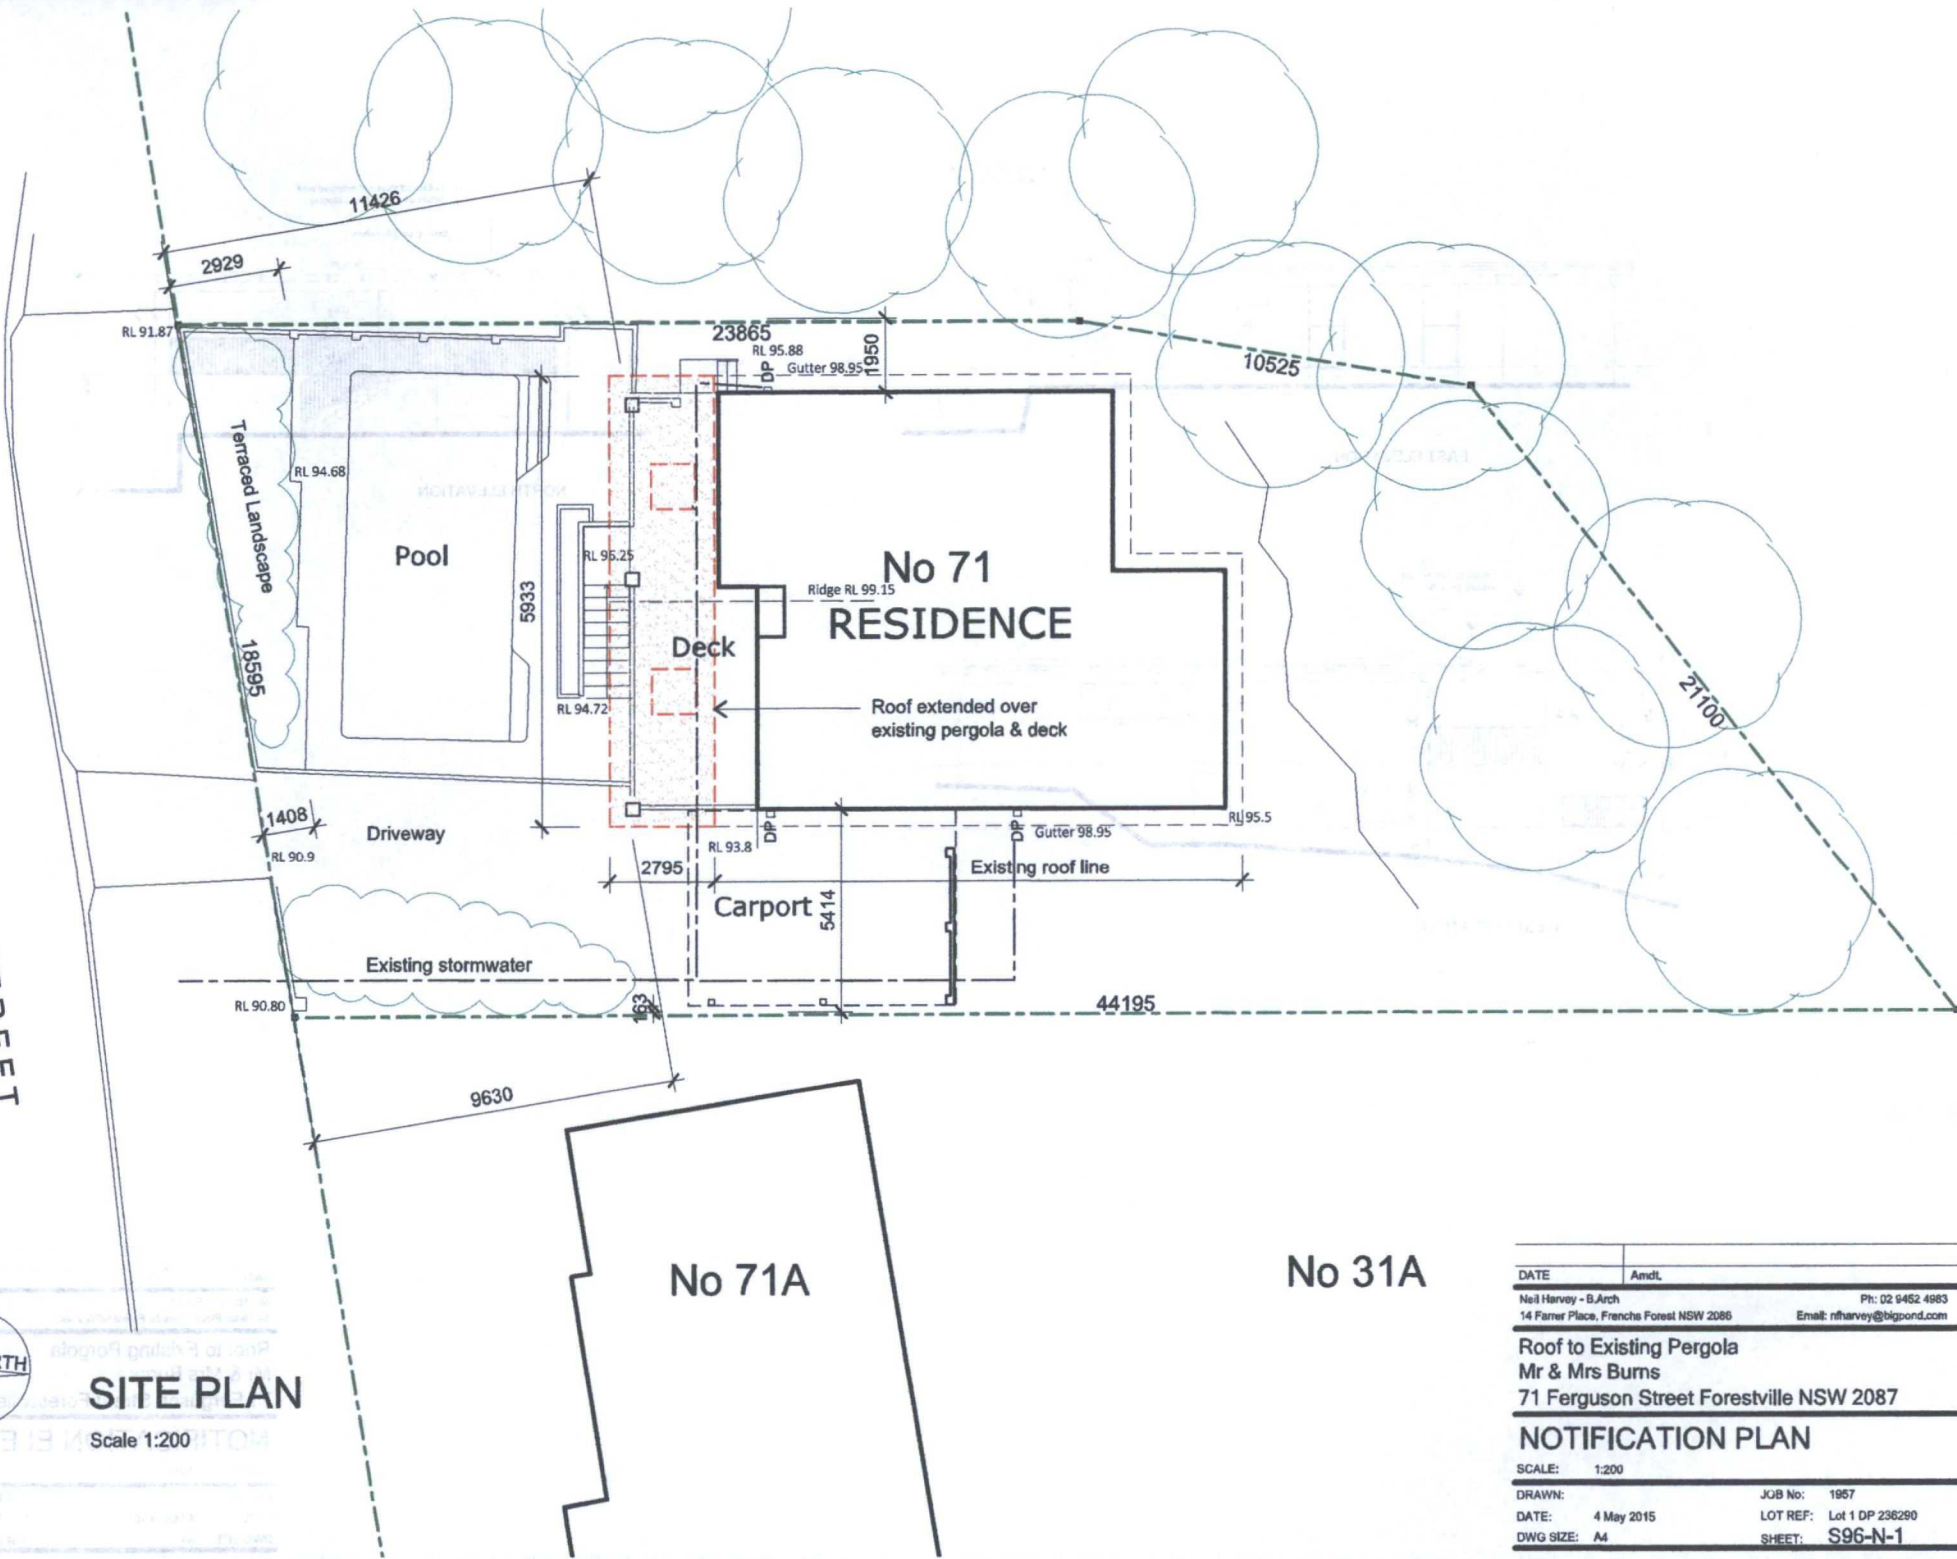 11426
2929
RL 91.87
23865
RL 95.88
Gutter 98.95
1950
DP
10525
Terraced Landscape
RL 94.68
Pool
RL 95.25
5933
No 71
RESIDENCE
Ridge RL 99.15
Deck
18595
RL 94.72
Roof extended over
existing pergola & deck
21100
1408
Driveway
RL 90.9
RL 93.8
DP
DP
Gutter 98.95
RL 95.5
2795
Existing roof line
Carport
5414
Existing stormwater
RL 90.80
163
44195
9630
No 71A
No 31A
SITE PLAN
Scale 1:200
DATE Amdt.
Neil Harvey - B.Arch Ph: 02 9452 4983
14 Farrer Place, Frenchs Forest NSW 2086 Email: nfharvey@bigpond.com
Roof to Existing Pergola
Mr & Mrs Burns
71 Ferguson Street Forestville NSW 2087
NOTIFICATION PLAN
SCALE: 1:200
DRAWN: JOB No: 1957
DATE: 4 May 2015 LOT REF: Lot 1 DP 236290
DWG SIZE: A4 SHEET: S96-N-1